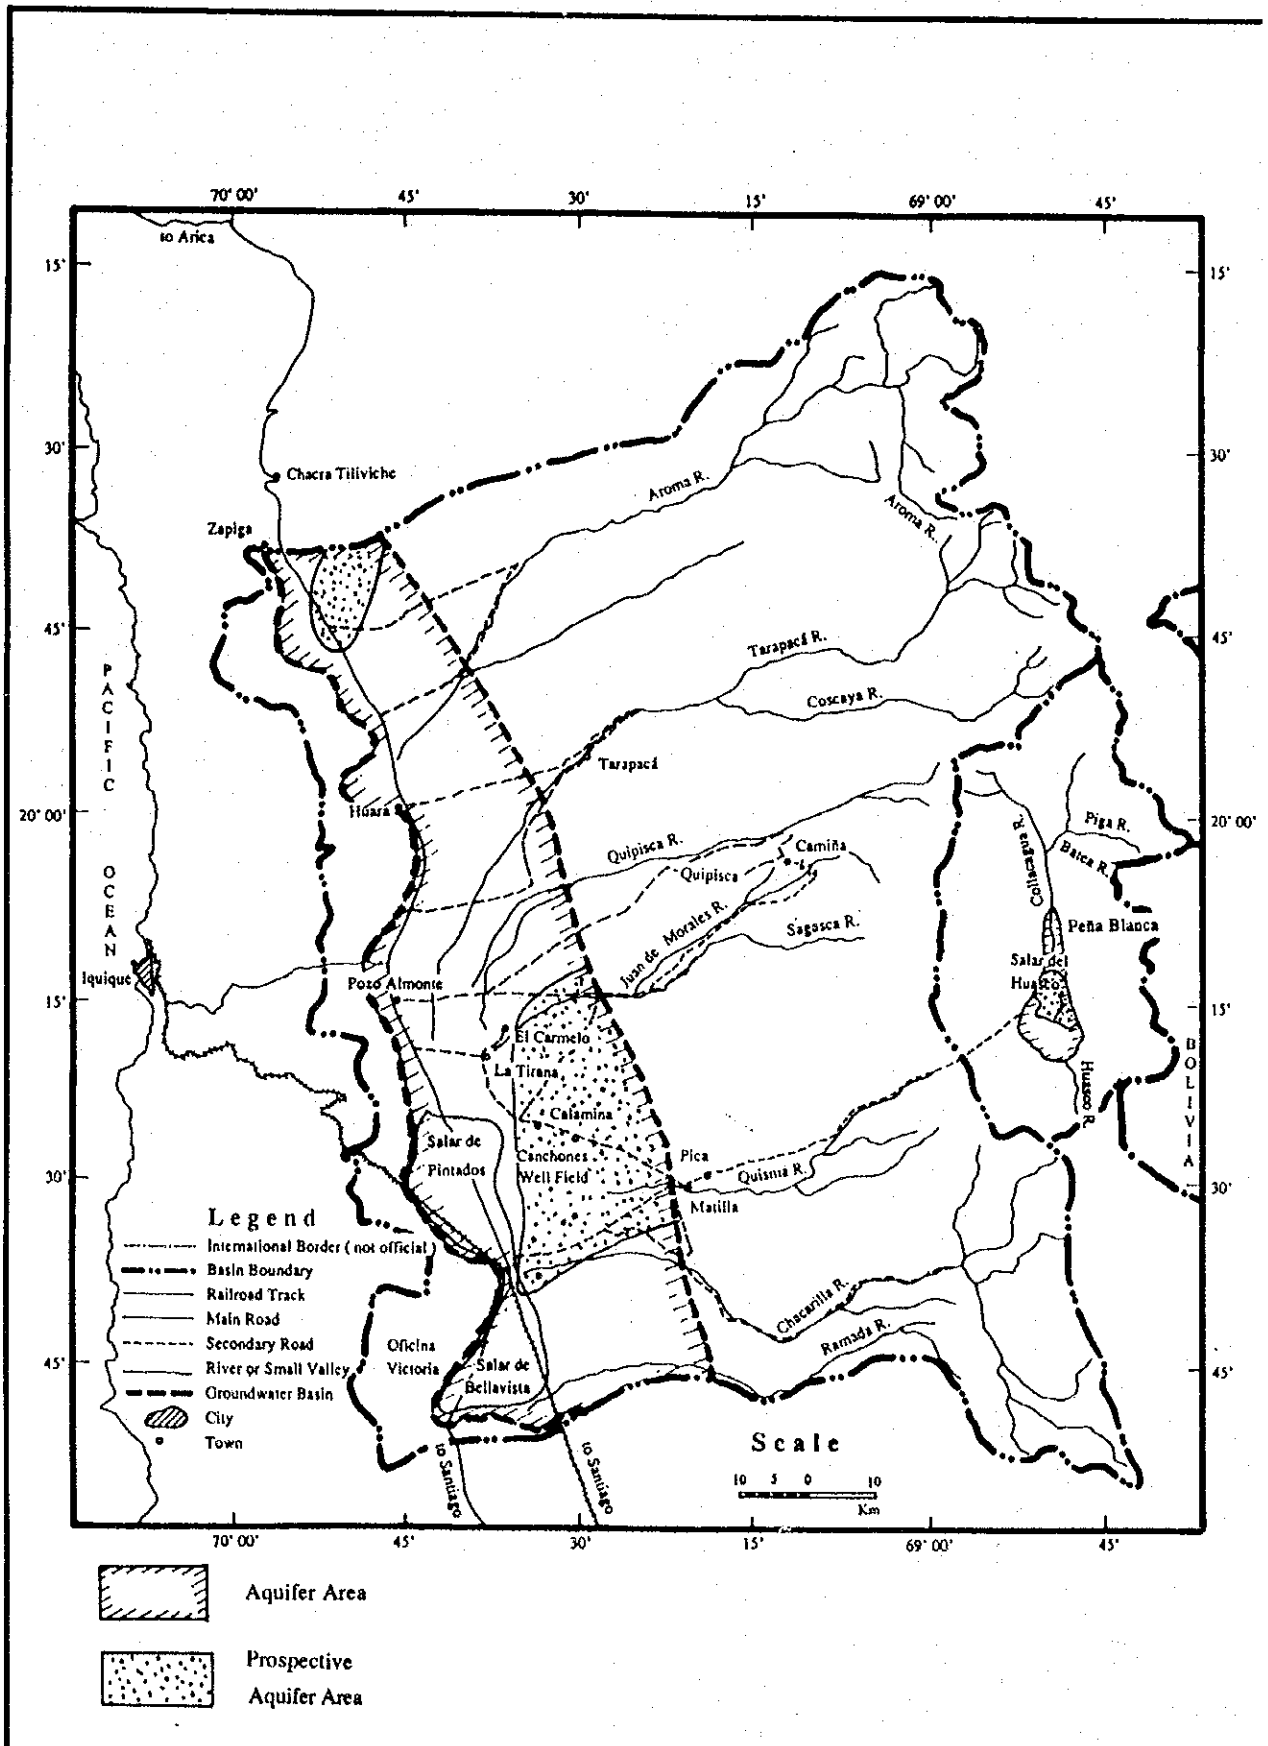 70° 00'
45'
30'
15'
69° 00'
45'
to Arica
15'
15'
30'
30'
Chacra Tiliviche
Aroma R.
Aroma R.
Zapiga
45'
45'
PACIFIC OCEAN
Tarapacá R.
Coscaya R.
Tarapacá
Huara
20° 00'
20° 00'
Quipisca R.
Camiña
Quipisca
Collacagua R.
Piga R.
Batea R.
Juan de Morales R.
Sagasca R.
Peña Blanca
Salar del
Huasco
Iquique
Pozo Almonte
15'
15'
El Carmelo
La Tirana
BOLIVIA
Huasco R.
Calamina
Salar de
Pintados
Canchones
Well Field
Pica
Quisma R.
Matilla
30'
30'
Legend
International Border ( not official )
Basin Boundary
Railroad Track
Main Road
Secondary Road
River or Small Valley
Groundwater Basin
City
Town
Chacarilla R.
Ramada R.
Oficina
Victoria
Salar de
Bellavista
45'
45'
to Santiago
to Santiago
Scale
10 5 0 10
Km
70° 00'
45'
30'
15'
69° 00'
45'
Aquifer Area
Prospective
Aquifer Area